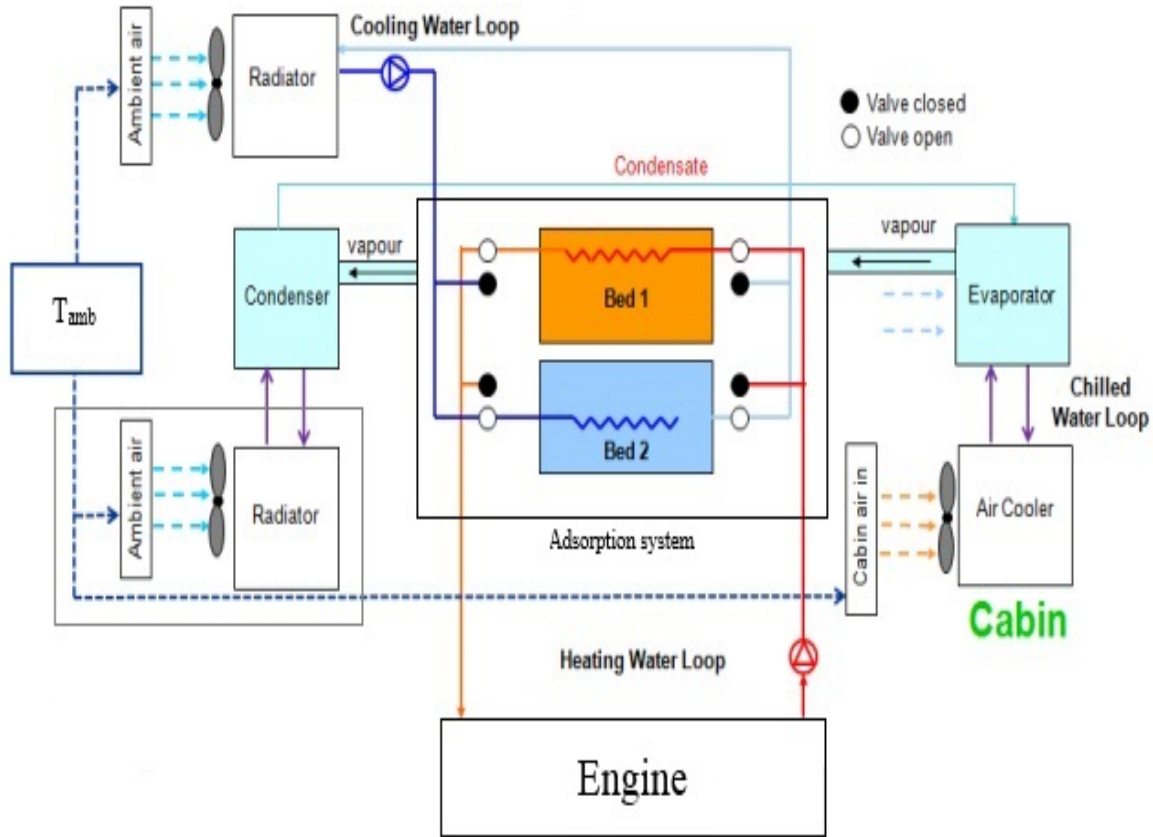 Cooling Water Loop
Ambient air
Radiator
Valve closed
Valve open
Condensate
vapour
vapour
Condenser
Bed 1
Evaporator
Tamb
Bed 2
Chilled
Water Loop
Ambient air
Radiator
Cabin air in
Air Cooler
Adsorption system
Cabin
Heating Water Loop
Engine